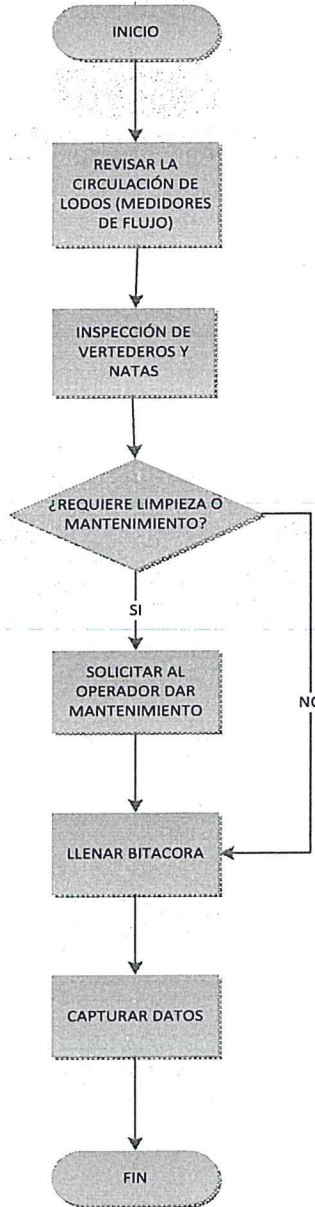 INICIO
REVISAR LA
CIRCULACIÓN DE
LODOS (MEDIDORES
DE FLUJO)
INSPECCIÓN DE
VERTEDEROS Y
NATAS
¿REQUIERE LIMPIEZA O
MANTENIMIENTO?
SI
SOLICITAR AL
OPERADOR DAR
MANTENIMIENTO
NO
LLENAR BITACORA
CAPTURAR DATOS
FIN